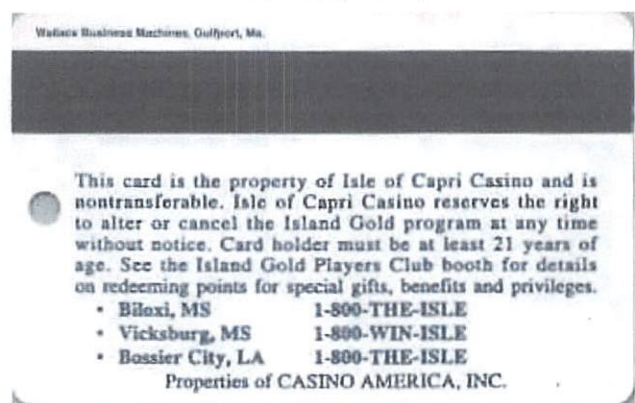 Wallace Business Machines, Gulfport, Ms.
This card is the property of Isle of Capri Casino and is
nontransferable. Isle of Capri Casino reserves the right
to alter or cancel the Island Gold program at any time
without notice. Card holder must be at least 21 years of
age. See the Island Gold Players Club booth for details
on redeeming points for special gifts, benefits and privileges.
• Biloxi, MS 1-800-THE-ISLE
• Vicksburg, MS 1-800-WIN-ISLE
• Bossier City, LA 1-800-THE-ISLE
Properties of CASINO AMERICA, INC.